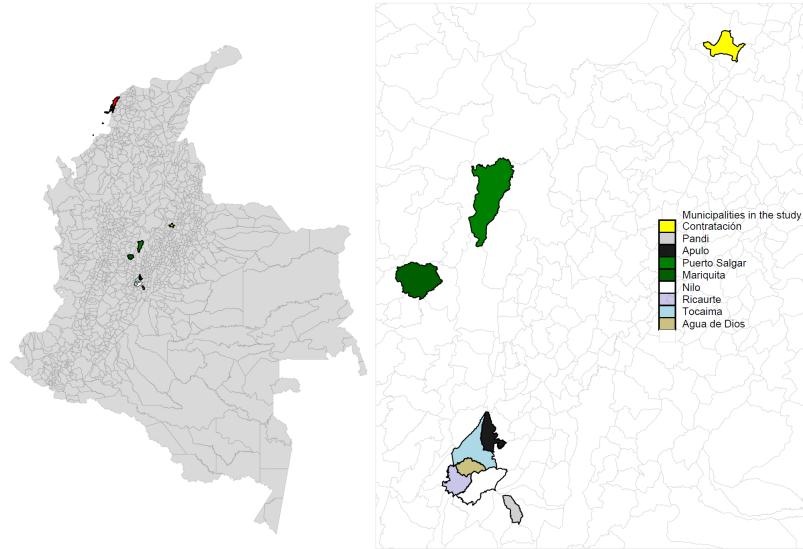 Municipalities in the study
Contratación
Pandi
Apulo
Puerto Salgar
Mariquita
Nilo
Ricaurte
Tocaima
Agua de Dios